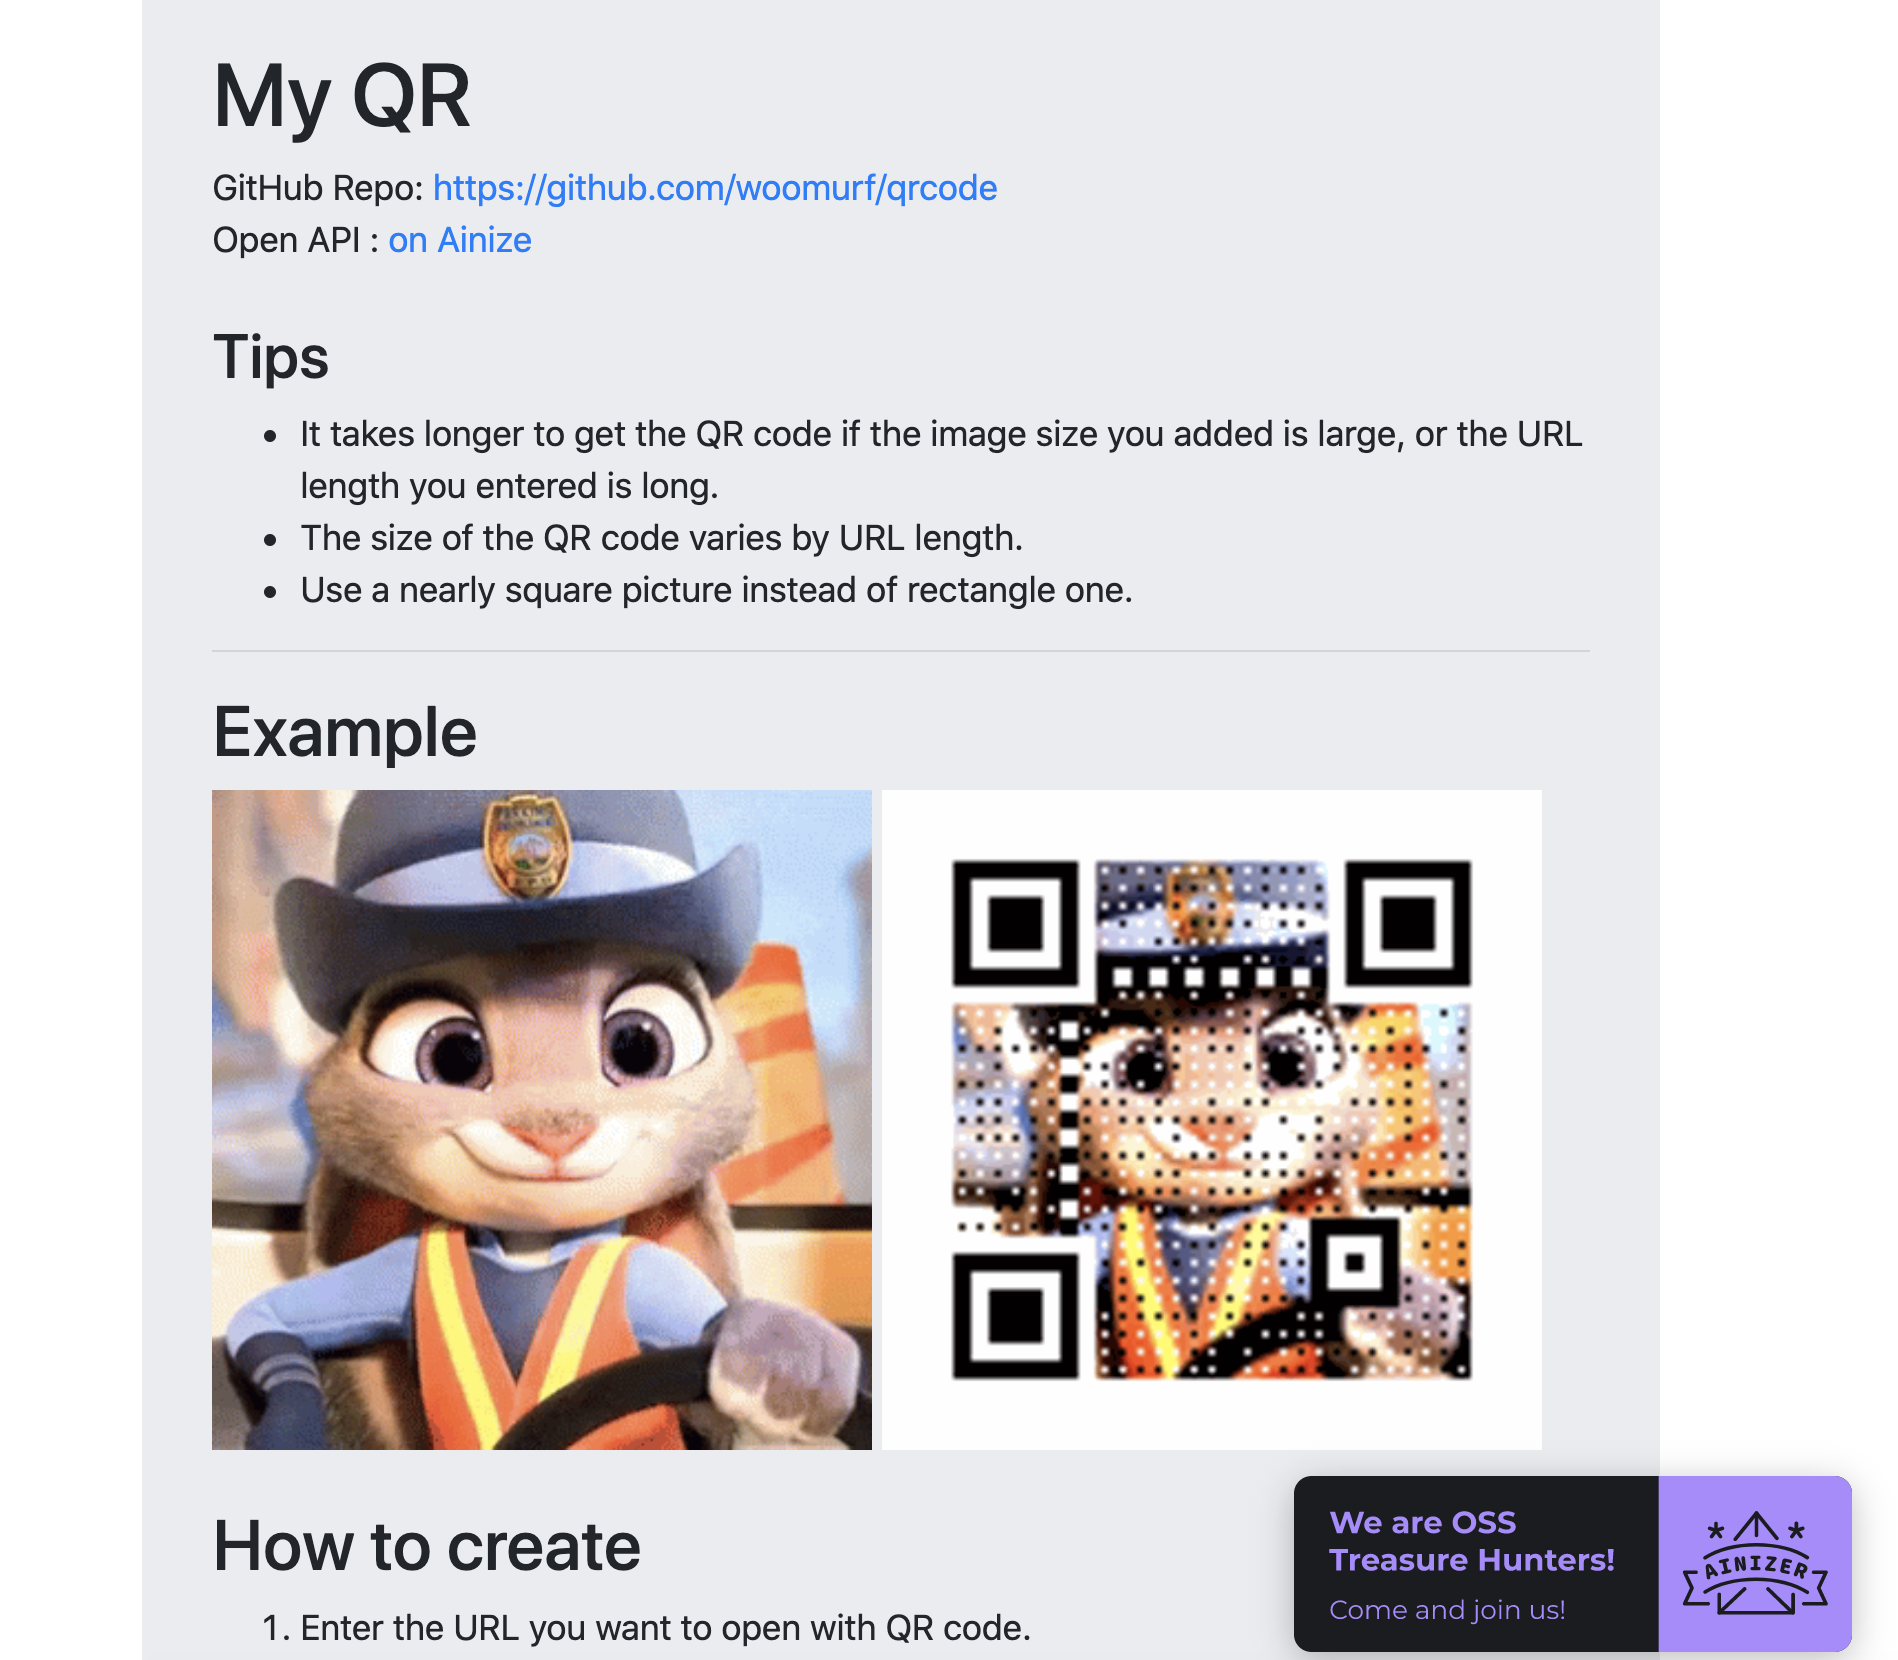 My QR
GitHub Repo: https://github.com/woomurf/qrcode
Open API : on Ainize
Tips
• It takes longer to get the QR code if the image size you added is large, or the URL
length you entered is long.
• The size of the QR code varies by URL length.
• Use a nearly square picture instead of rectangle one.
Example
How to create
1. Enter the URL you want to open with QR code.
We are OSS
Treasure Hunters!
Come and join us!
AINIZER